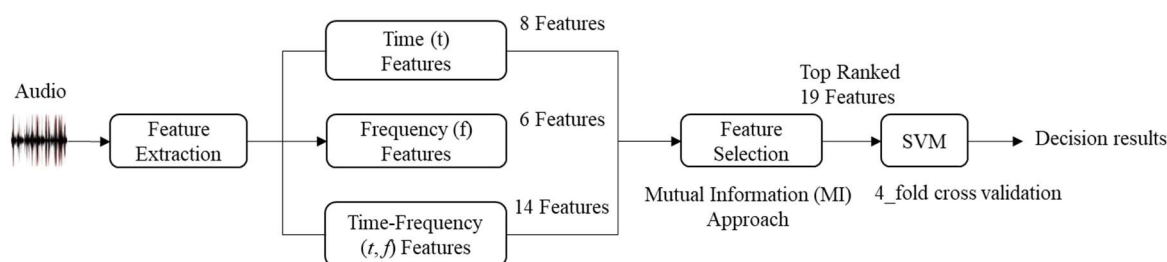 Audio
Feature
Extraction
Time (t)
Features
8 Features
Frequency (f)
Features
6 Features
Time-Frequency
(t, f) Features
14 Features
Feature
Selection
Mutual Information (MI)
Approach
Top Ranked
19 Features
SVM
4_fold cross validation
Decision results